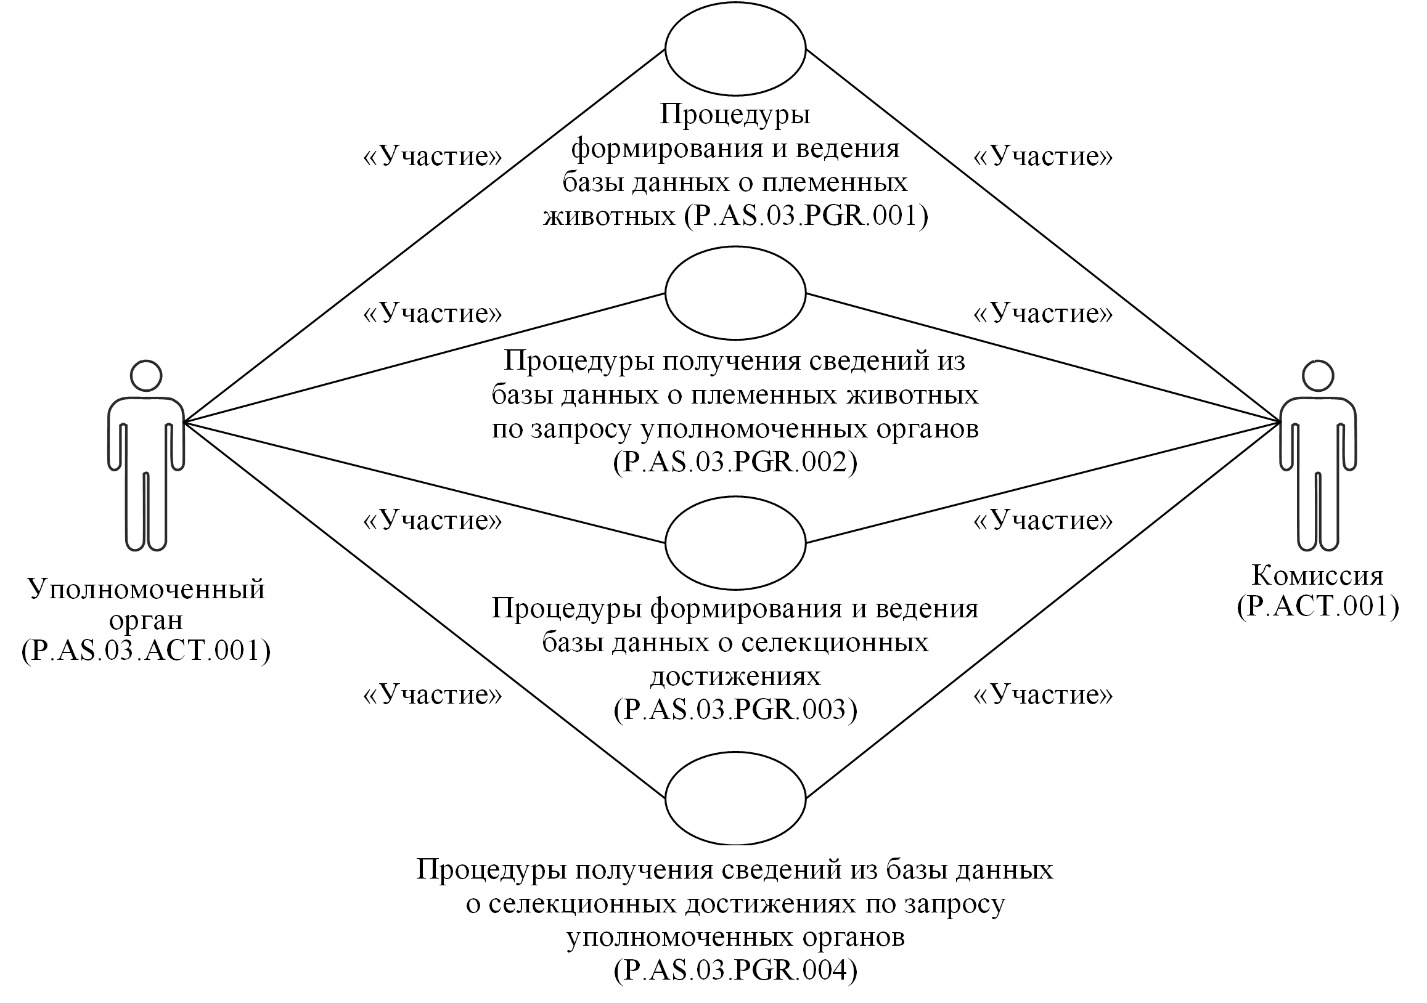 Процедуры
формирования и ведения
базы данных о племенных
животных (P.AS.03.PGR.001)
«Участие»
«Участие»
«Участие»
«Участие»
Процедуры получения сведений из
базы данных о племенных животных
по запросу уполномоченных органов
(P.AS.03.PGR.002)
«Участие»
«Участие»
Уполномоченный
орган
(P.AS.03.ACT.001)
Комиссия
(P.ACT.001)
Процедуры формирования и ведения
базы данных о селекционных
достижениях
(P.AS.03.PGR.003)
«Участие»
«Участие»
Процедуры получения сведений из базы данных
о селекционных достижениях по запросу
уполномоченных органов
(P.AS.03.PGR.004)